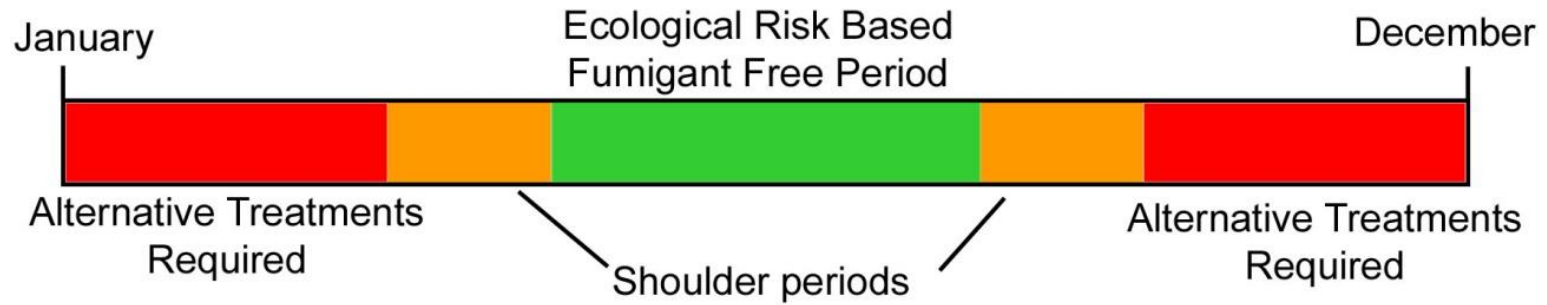 January
Ecological Risk Based
Fumigant Free Period
December
Alternative Treatments
Required
Shoulder periods
Alternative Treatments
Required